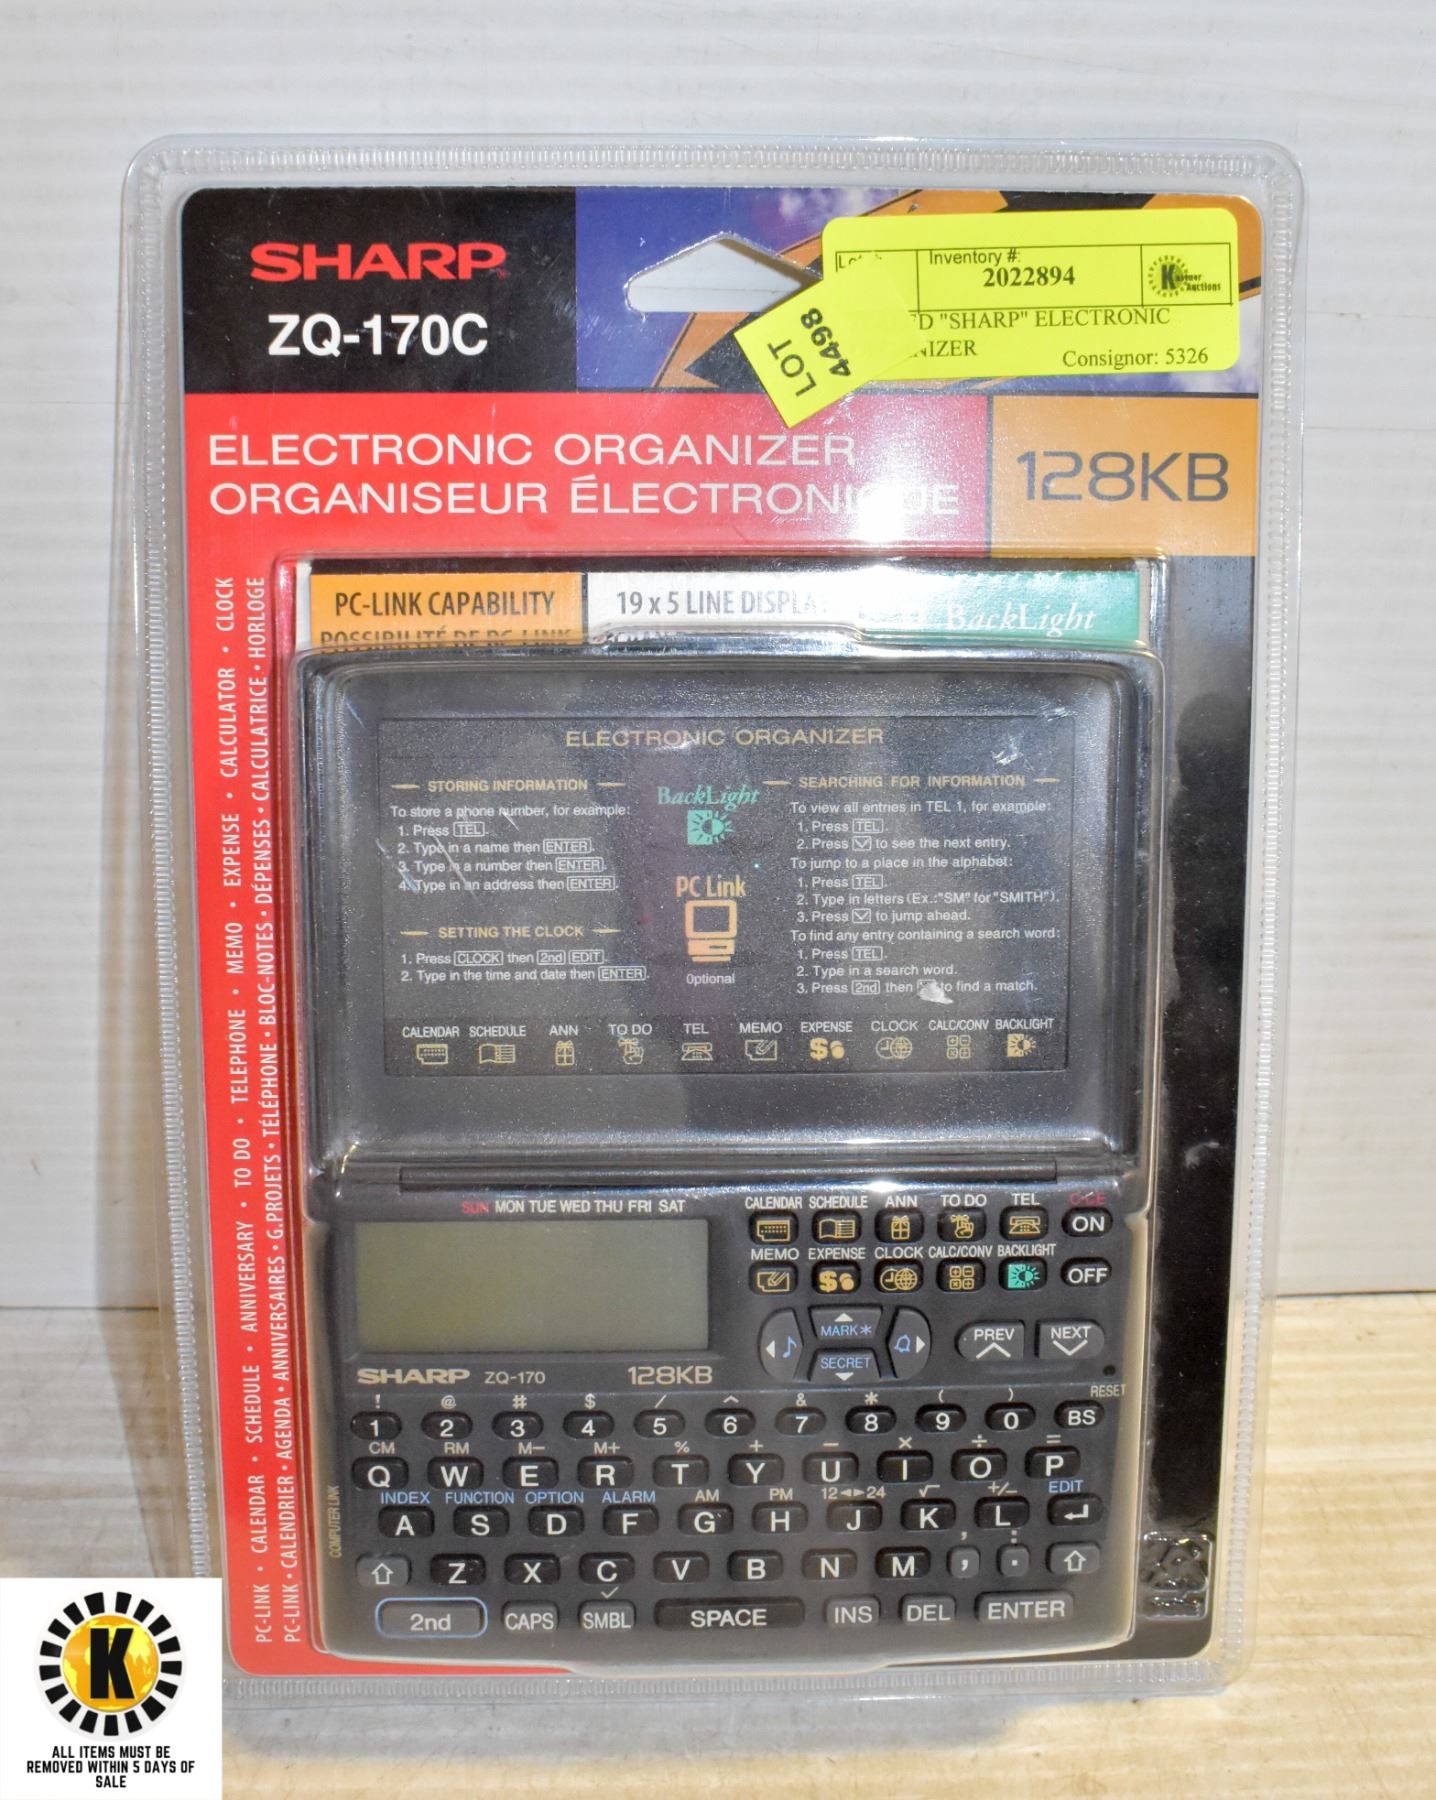 SHARP
ZQ-170C
Inventory #:
2022894
Kastner
Auctions
"SHARP" ELECTRONIC
Consignor: 5326
LOT
4498
ELECTRONIC ORGANIZER
ORGANISEUR ÉLECTRONIQUE
128KB
PC-LINK CAPABILITY
19 x 5 LINE DISPLAY
BackLight
POSSIBILITÉ DE PC-LINK
PC-LINK • CALENDAR • SCHEDULE • ANNIVERSARY • TO DO • TELEPHONE • MEMO • EXPENSE • CALCULATOR • CLOCK
PC-LINK • CALENDRIER • AGENDA • ANNIVERSAIRES • G.PROJETS • TÉLÉPHONE • BLOC-NOTES • DÉPENSES • CALCULATRICE • HORLOGE
ELECTRONIC ORGANIZER
STORING INFORMATION
To store a phone number, for example:
1. Press TEL.
2. Type in a name then ENTER.
3. Type in a number then ENTER.
4. Type in an address then ENTER.
SETTING THE CLOCK
1. Press CLOCK then 2nd EDIT.
2. Type in the time and date then ENTER.
BackLight
PC Link
Optional
SEARCHING FOR INFORMATION
To view all entries in TEL 1, for example:
1. Press TEL.
2. Press to see the next entry.
To jump to a place in the alphabet:
1. Press TEL.
2. Type in letters (Ex.:"SM" for "SMITH").
3. Press to jump ahead.
To find any entry containing a search word:
1. Press TEL.
2. Type in a search word.
3. Press 2nd then to find a match.
CALENDAR SCHEDULE ANN TO DO TEL MEMO EXPENSE CLOCK CALC/CONV BACKLIGHT
SUN MON TUE WED THU FRI SAT
CALENDAR SCHEDULE ANN TO DO TEL C·CE
ON
MEMO EXPENSE CLOCK CALC/CONV BACKLIGHT
OFF
MARK*
SECRET
PREV NEXT
SHARP ZQ-170 128KB
RESET
! @ # $ / ^ & * ( )
1 2 3 4 5 6 7 8 9 0 BS
CM RM M− M+ % + − × ÷ =
Q W E R T Y U I O P
INDEX FUNCTION OPTION ALARM AM PM 12◄►24 √ +/− EDIT
A S D F G H J K L ↵
COMPUTER LINK
, :
⇧ Z X C V B N M , . ⇧
2nd CAPS SMBL SPACE INS DEL ENTER
K
ALL ITEMS MUST BE
REMOVED WITHIN 5 DAYS OF
SALE